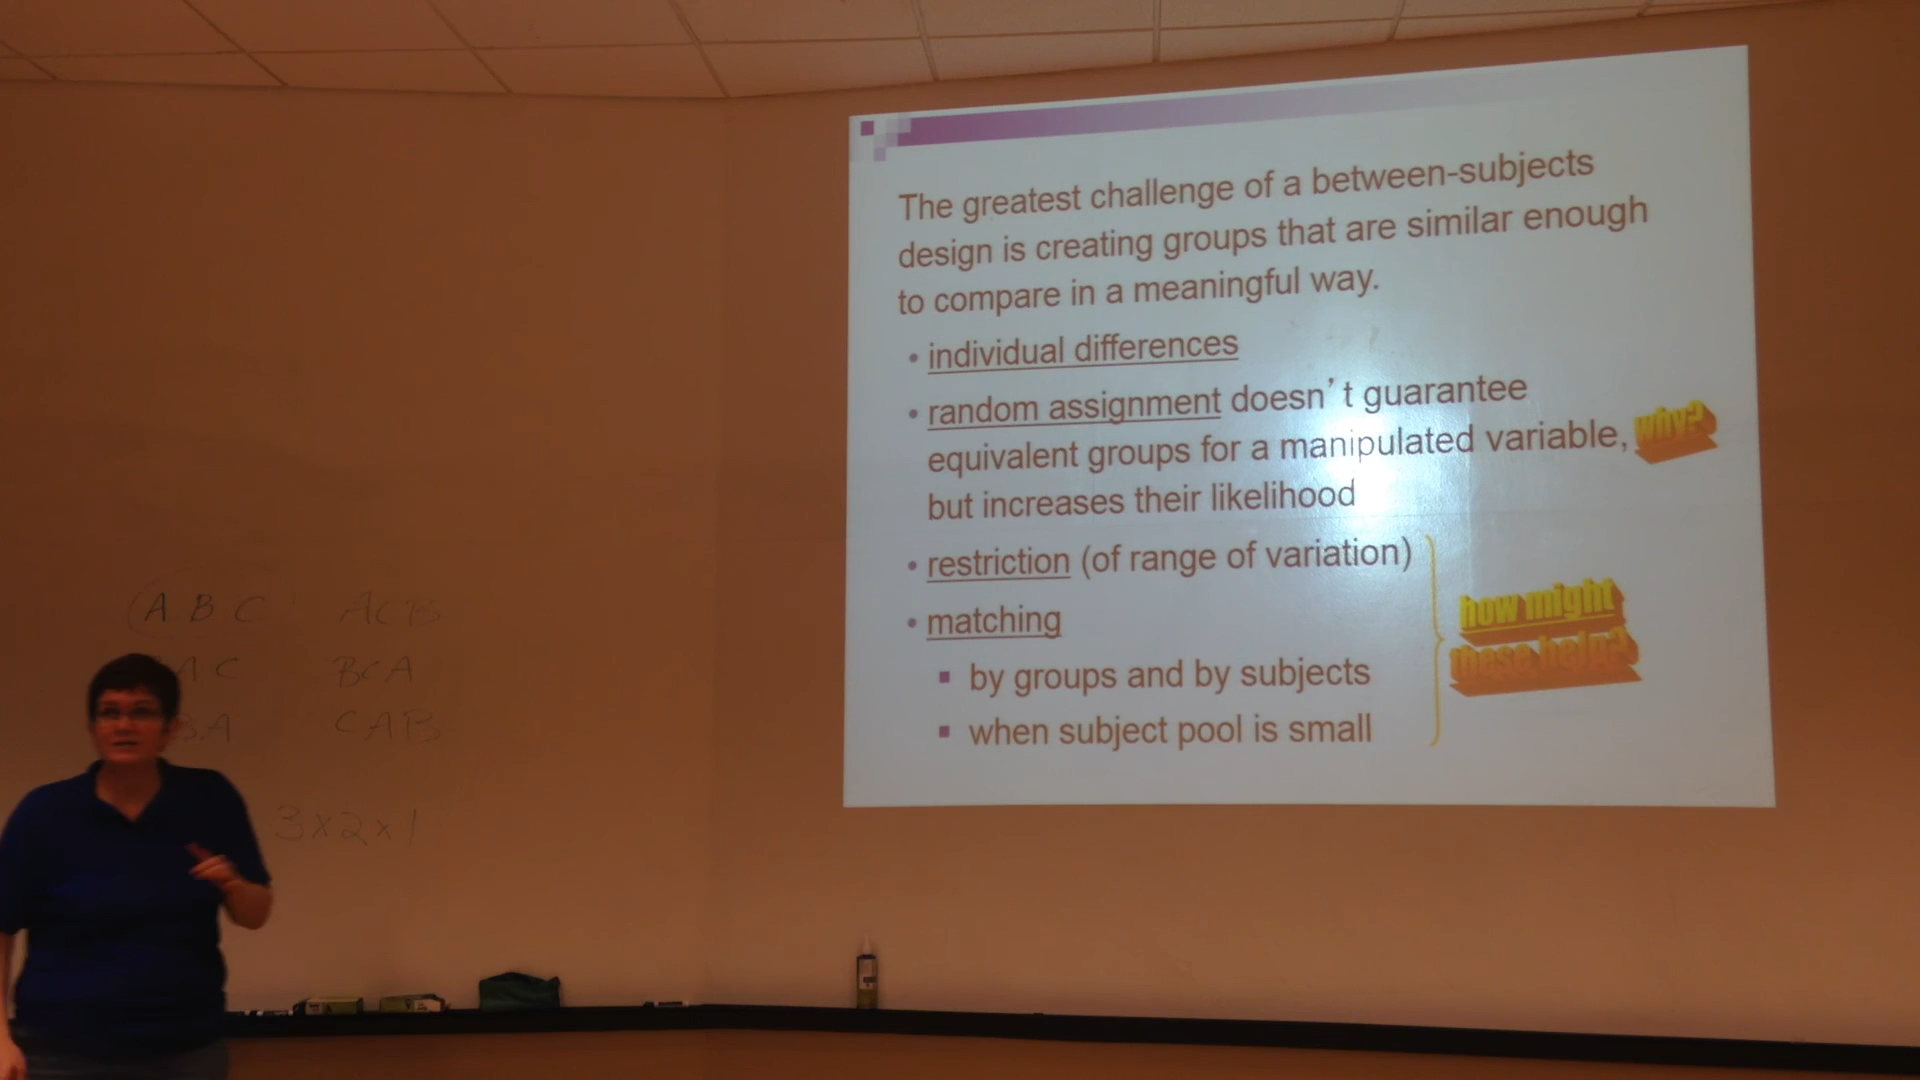 The greatest challenge of a between-subjects
design is creating groups that are similar enough
to compare in a meaningful way.
• individual differences
• random assignment doesn't guarantee
equivalent groups for a manipulated variable, why?
but increases their likelihood
• restriction (of range of variation)
• matching
▪ by groups and by subjects
▪ when subject pool is small
how might
these help?
(A B C ACB
A C BCA
BA CAB
3x2x1